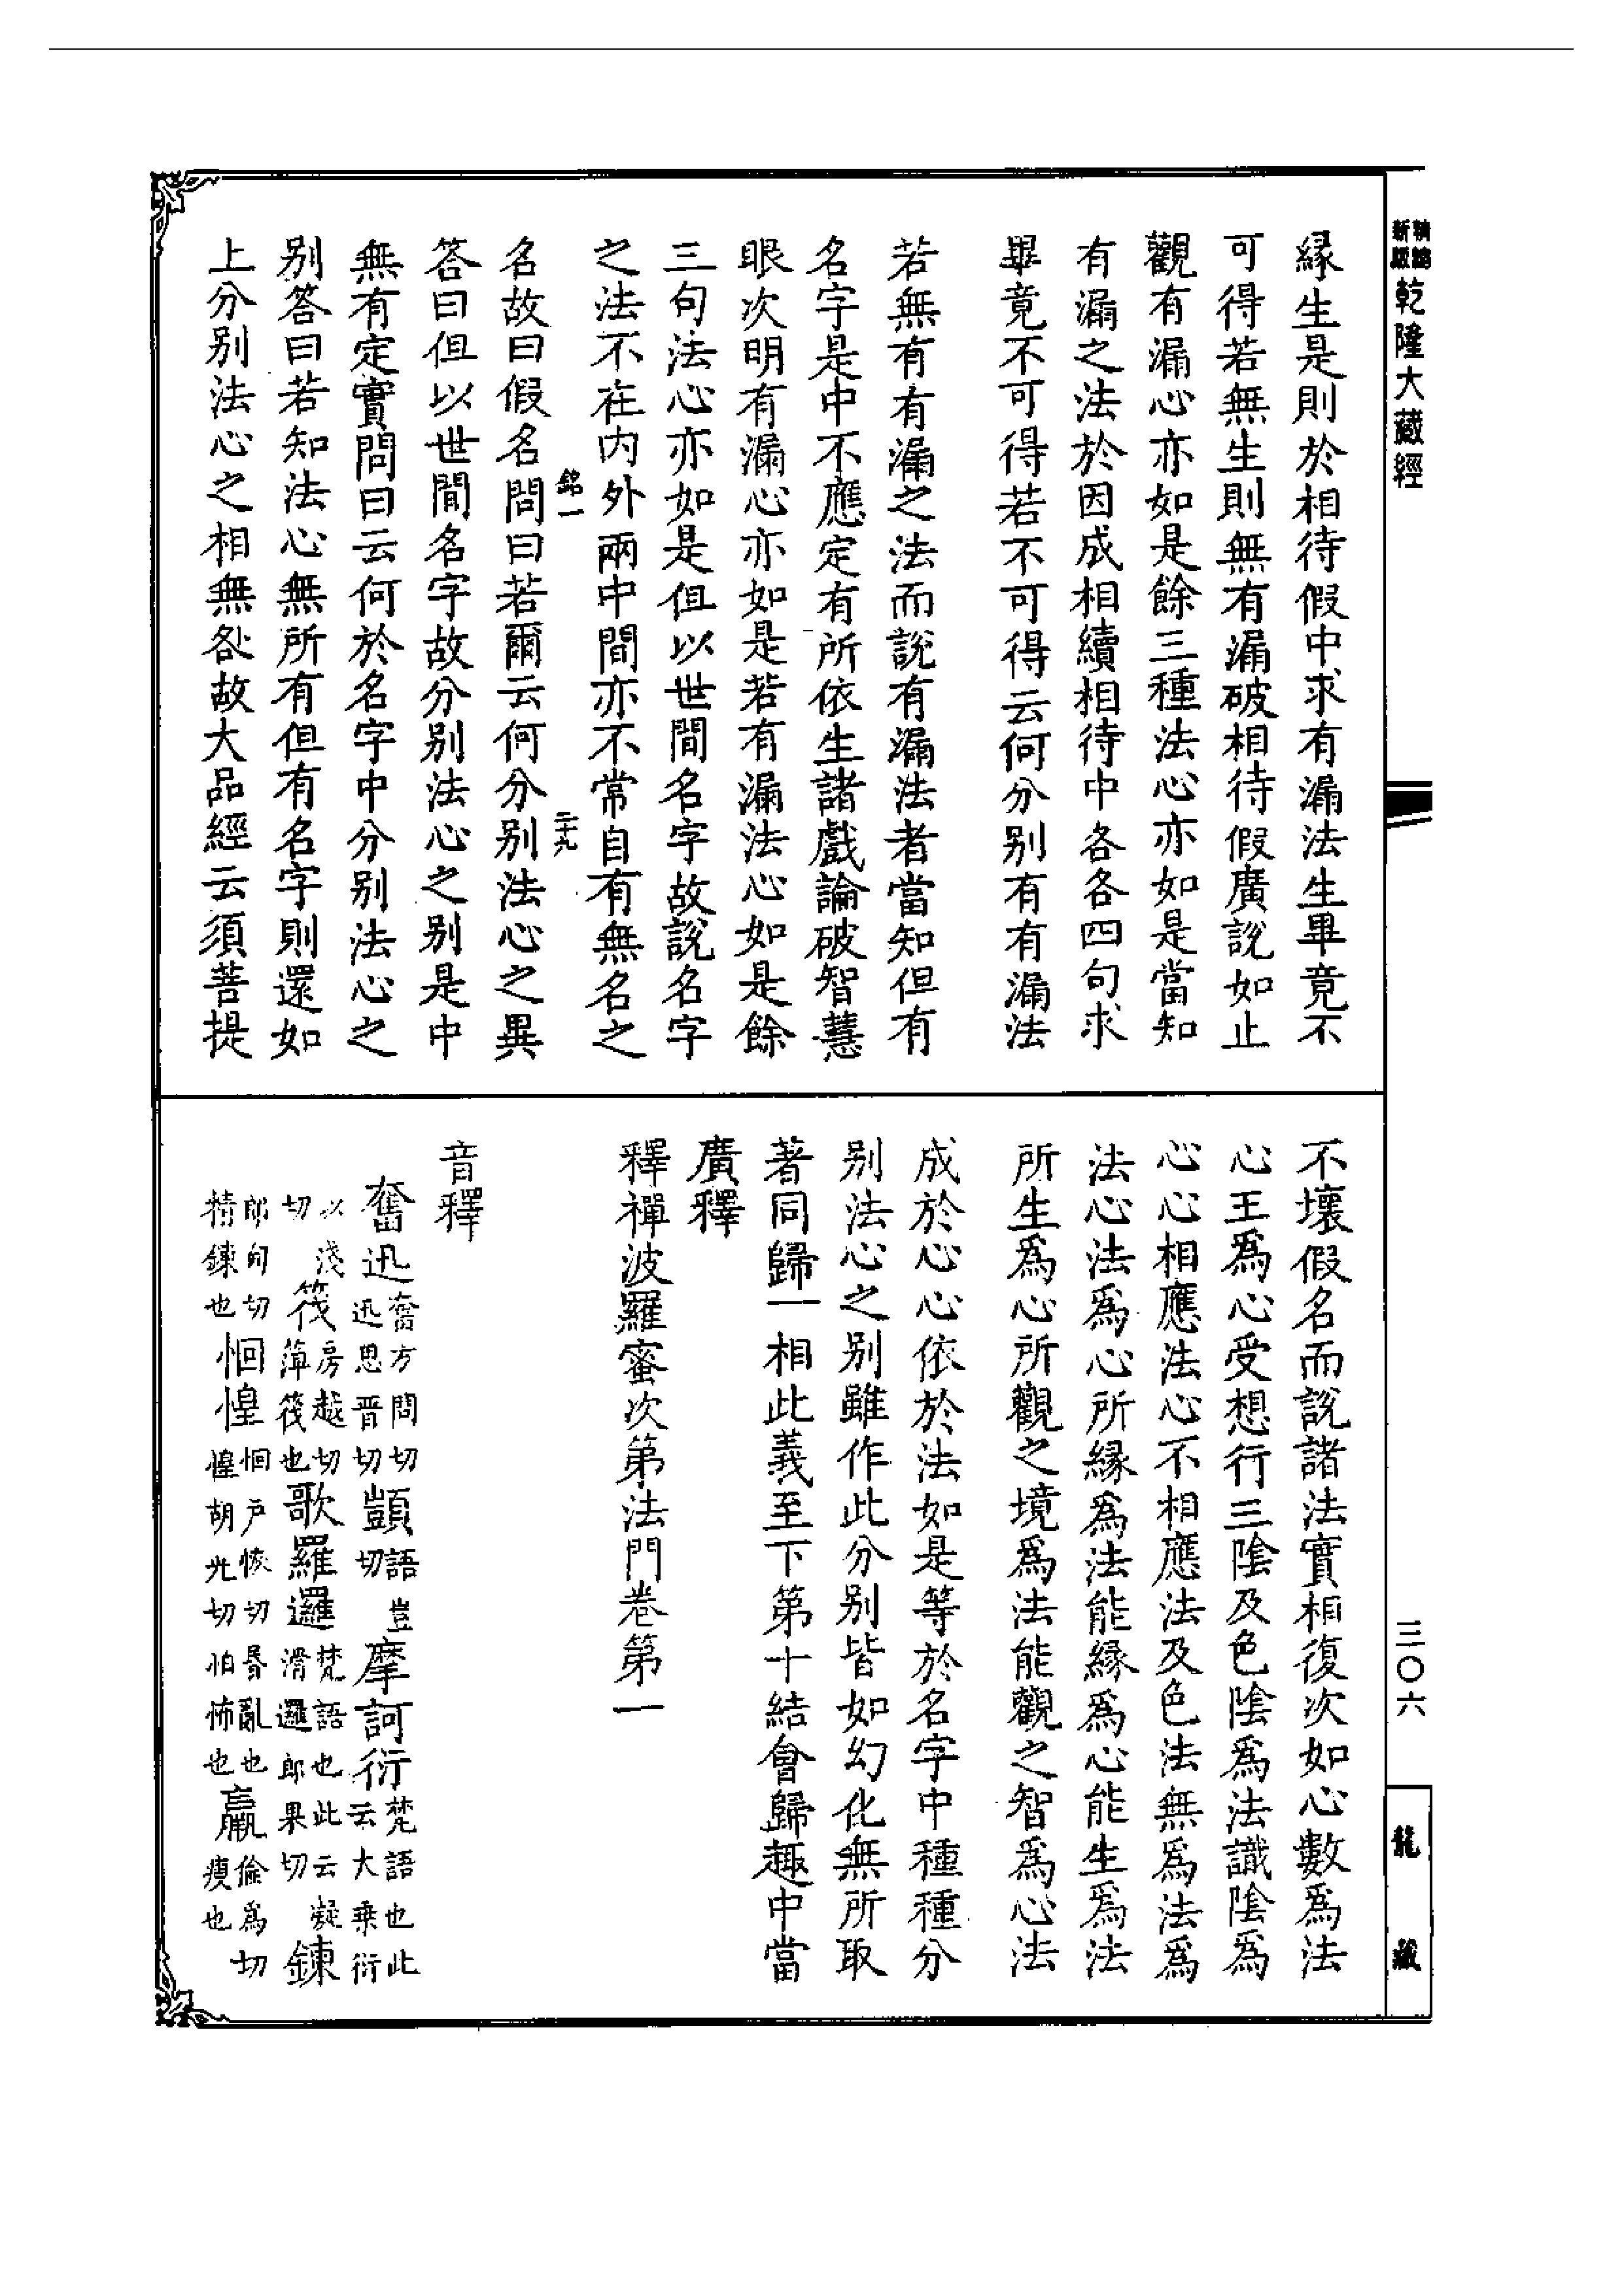 乾隆大藏經
三〇六
龍藏
緣生是則於相待假中求有漏法生畢竟不
可得若無生則無有漏破相待假廣說如止
觀有漏心亦如是餘三種法心亦如是當知
有漏之法於因成相續相待中各各四句求
畢竟不可得若不可得云何分別有有漏法
若無有有漏之法而說有漏法者當知但有
名字是中不應定有所依生諸戲論破智慧
眼次明有漏心亦如是若有漏法心如是餘
三句法心亦如是但以世間名字故說名字
之法不在內外兩中間亦不常自有無名之
銘一
二十九
名故曰假名問曰若爾云何分別法心之異
答曰但以世間名字故分別法心之別是中
無有定實問曰云何於名字中分別法心之
別答曰若知法心無所有但有名字則還如
上分別法心之相無咎故大品經云須菩提
不壞假名而說諸法實相復次如心數為法
心王為心受想行三陰及色陰為法識陰為
心心相應法心不相應法及色法無為法為
法心法為心所緣為法能緣為心能生為法
所生為心所觀之境為法能觀之智為心法
成於心心依於法如是等於名字中種種分
別法心之別雖作此分別皆如幻化無所取
著同歸一相此義至下第十結會歸趣中當
廣釋
釋禪波羅蜜次第法門卷第一
音釋
奮迅奮方問切迅思晉切顗語豈切摩訶衍梵語也此云大乘衍
以淺切筏房越切箄筏也歌羅邏梵語也此云凝滑邏郎果切鍊
郎甸切精鍊也恛惶恛戶恢切昬亂也惶胡光切怕怖也羸倫為切瘦也